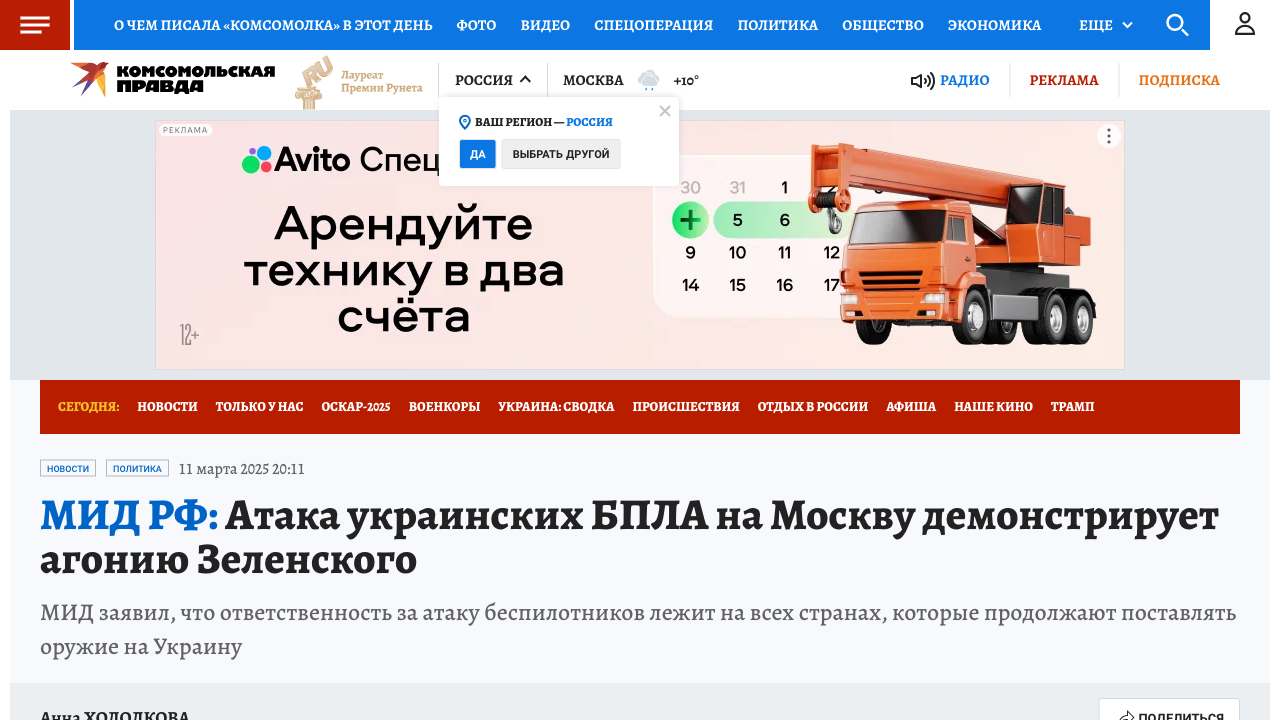 О ЧЕМ ПИСАЛА «КОМСОМОЛКА» В ЭТОТ ДЕНЬ ФОТО ВИДЕО СПЕЦОПЕРАЦИЯ ПОЛИТИКА ОБЩЕСТВО ЭКОНОМИКА ЕЩЕ
КОМСОМОЛЬСКАЯ
ПРАВДА
.RU
Лауреат
Премии Рунета
РОССИЯ МОСКВА +10° РАДИО РЕКЛАМА ПОДПИСКА
ВАШ РЕГИОН — РОССИЯ
ДА ВЫБРАТЬ ДРУГОЙ
РЕКЛАМА
Avito Спец
Арендуйте
технику в два
счёта
12+
30 31 1 2
+ 5 6
9 10 11 12
14 15 16 17
СЕГОДНЯ: НОВОСТИ ТОЛЬКО У НАС ОСКАР-2025 ВОЕНКОРЫ УКРАИНА: СВОДКА ПРОИСШЕСТВИЯ ОТДЫХ В РОССИИ АФИША НАШЕ КИНО ТРАМП
НОВОСТИ ПОЛИТИКА 11 марта 2025 20:11
МИД РФ: Атака украинских БПЛА на Москву демонстрирует
агонию Зеленского
МИД заявил, что ответственность за атаку беспилотников лежит на всех странах, которые продолжают поставлять
оружие на Украину
Анна ХОЛОДКОВА ПОДЕЛИТЬСЯ